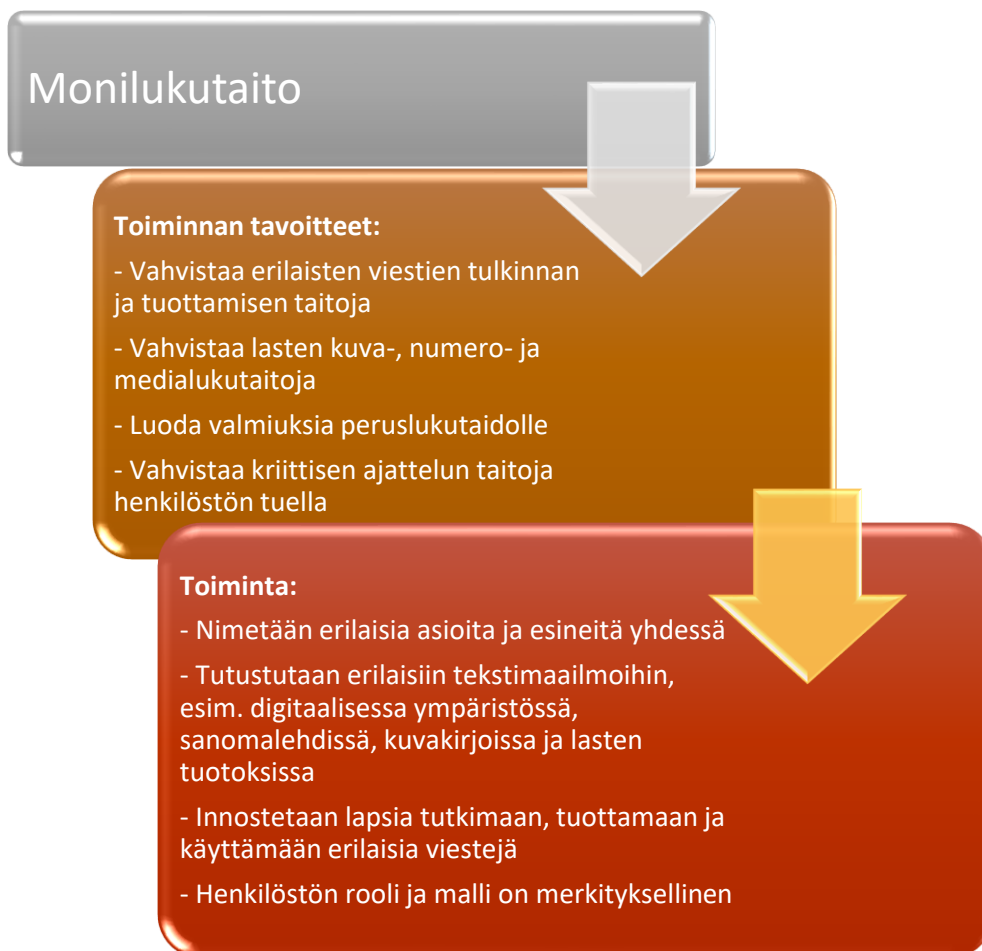 Monilukutaito
Toiminnan tavoitteet:
- Vahvistaa erilaisten viestien tulkinnan
ja tuottamisen taitoja
- Vahvistaa lasten kuva-, numero- ja
medialukutaitoja
- Luoda valmiuksia peruslukutaidolle
- Vahvistaa kriittisen ajattelun taitoja
henkilöstön tuella
Toiminta:
- Nimetään erilaisia asioita ja esineitä yhdessä
- Tutustutaan erilaisiin tekstimaailmoihin,
esim. digitaalisessa ympäristössä,
sanomalehdissä, kuvakirjoissa ja lasten
tuotoksissa
- Innostetaan lapsia tutkimaan, tuottamaan ja
käyttämään erilaisia viestejä
- Henkilöstön rooli ja malli on merkityksellinen